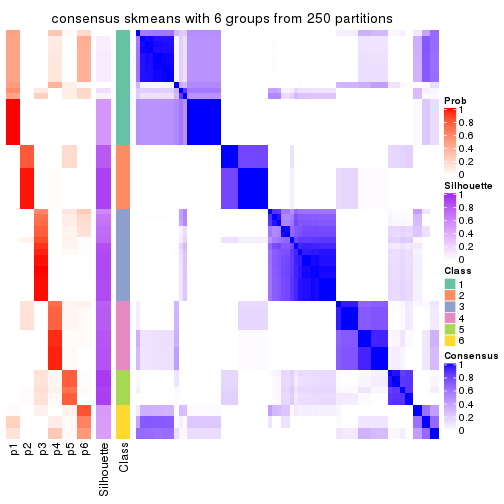 consensus skmeans with 6 groups from 250 partitions
Prob
1
0.8
0.6
0.4
0.2
0
Silhouette
1
0.8
0.6
0.4
0.2
0
Class
1
2
3
4
5
6
Consensus
1
0.8
0.6
0.4
0.2
0
p1
p2
p3
p4
p5
p6
Silhouette
Class